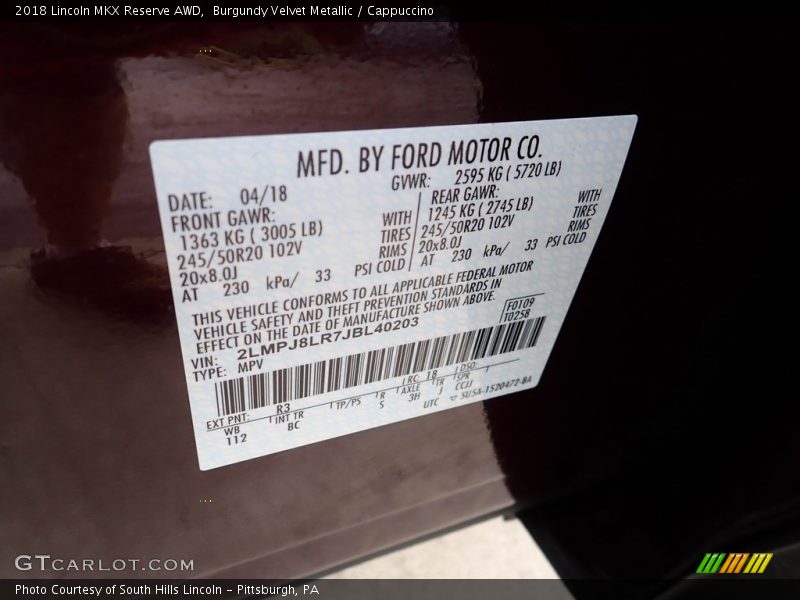 2018 Lincoln MKX Reserve AWD,  Burgundy Velvet Metallic / Cappuccino
MFD. BY FORD MOTOR CO.
DATE: 04/18 GVWR: 2595 KG ( 5720 LB)
FRONT GAWR: REAR GAWR:
1363 KG ( 3005 LB) WITH 1245 KG ( 2745 LB) WITH
245/50R20 102V TIRES 245/50R20 102V TIRES
20x8.0J RIMS 20x8.0J RIMS
AT 230 kPa/ 33 PSI COLD AT 230 kPa/ 33 PSI COLD
THIS VEHICLE CONFORMS TO ALL APPLICABLE FEDERAL MOTOR
VEHICLE SAFETY AND THEFT PREVENTION STANDARDS IN
EFFECT ON THE DATE OF MANUFACTURE SHOWN ABOVE.
F0109
T0258
VIN: 2LMPJ8LR7JBL40203
TYPE: MPV
EXT PNT: R3 RC: 18 DSO:
WB INT TR TP/PS R AXLE TR SPR
112 BC S 3H J CCJJ
UTC ▽ SU5A-1520472-BA
GTCARLOT.COM
Photo Courtesy of South Hills Lincoln - Pittsburgh, PA